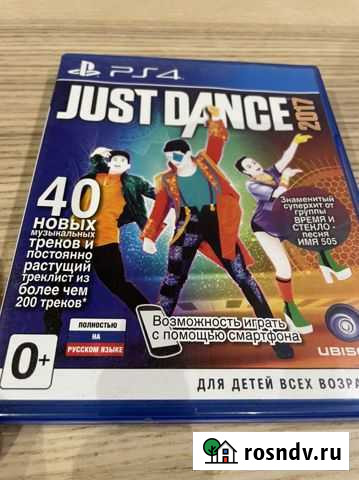 PS4
JUST DANCE
2017
40
НОВЫХ
МУЗЫКАЛЬНЫХ
ТРЕКОВ И
ПОСТОЯННО
РАСТУЩИЙ
ТРЕКЛИСТ ИЗ
БОЛЕЕ ЧЕМ
200 ТРЕКОВ*
Знаменитый
суперхит от
группы
ВРЕМЯ И
СТЕКЛО -
песня
ИМЯ 505
ПОЛНОСТЬЮ
НА
РУССКОМ ЯЗЫКЕ
Возможность играть
с помощью смартфона
0+
UBISO
ДЛЯ ДЕТЕЙ ВСЕХ ВОЗРА
rosndv.ru